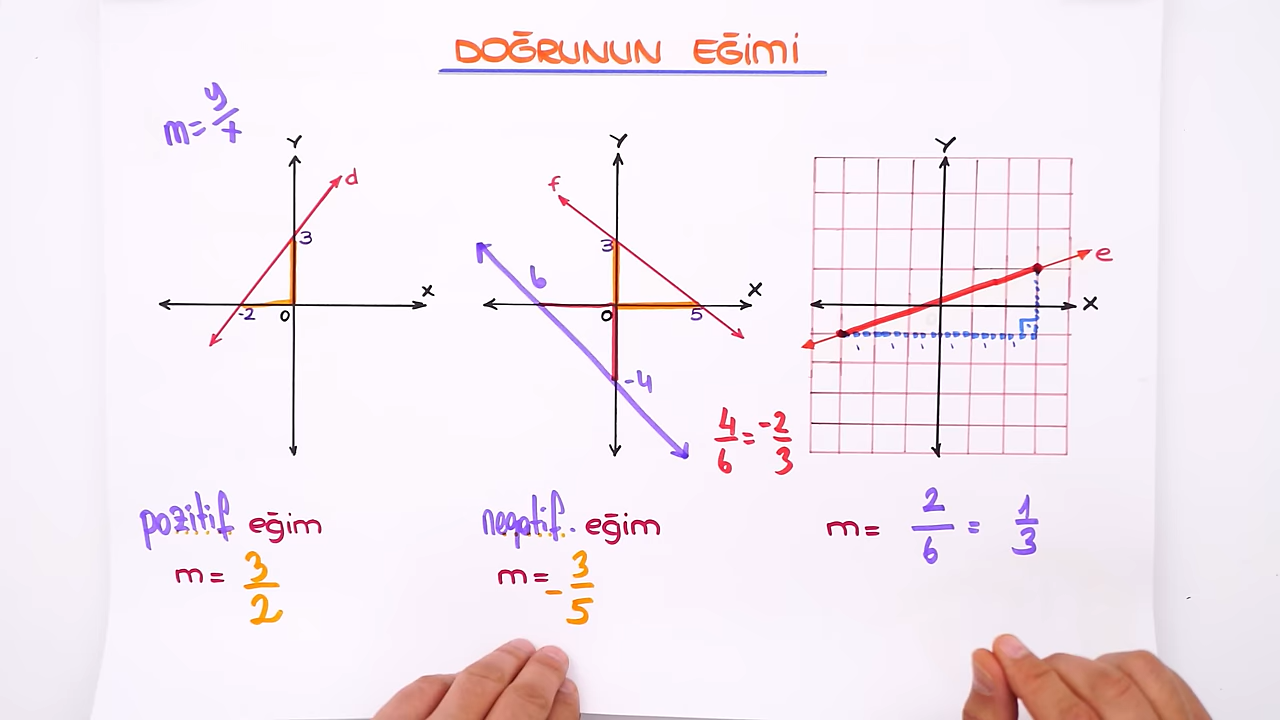 DOĞRUNUN EĞİMİ
m = y/x
Y
d
3
X
-2
0
pozitif eğim
m = 3/2
Y
f
3
6
X
0
5
-4
4/6 = -2/3
negatif eğim
m = - 3/5
Y
e
X
m = 2/6 = 1/3